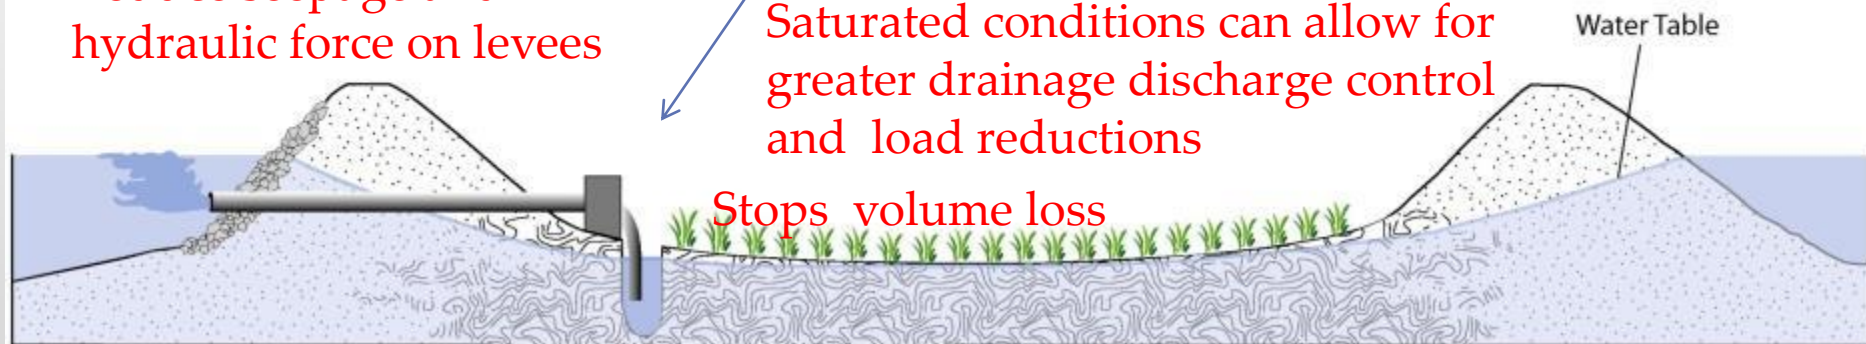 hydraulic force on levees
Saturated conditions can allow for
greater drainage discharge control
and load reductions
Stops volume loss
Water Table